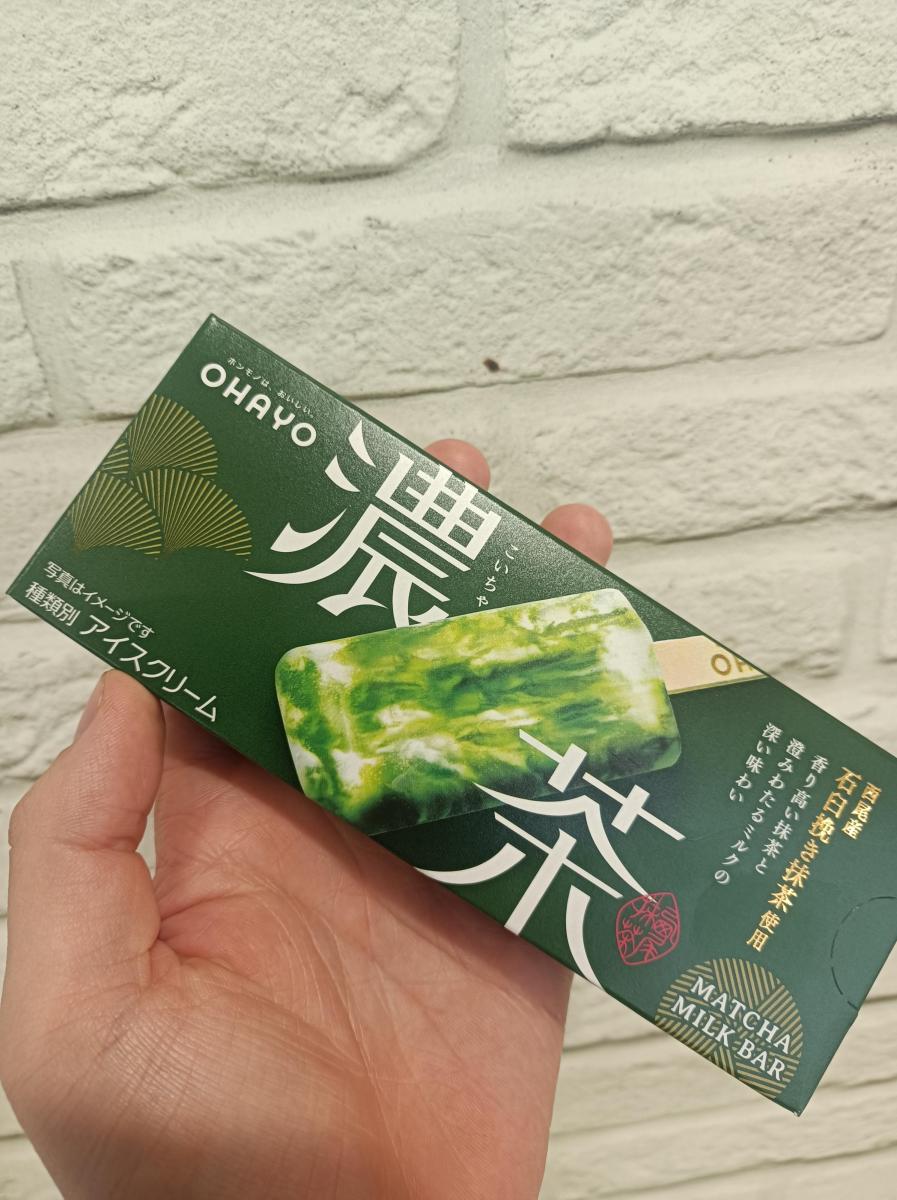 ホンモノは、おいしい。
OHAYO
濃茶
こいちゃ
OH
西尾産
石臼挽き抹茶使用
香り高い抹茶と
澄みわたるミルクの
深い味わい
MATCHA
MILK BAR
写真はイメージです
種類別 アイスクリーム